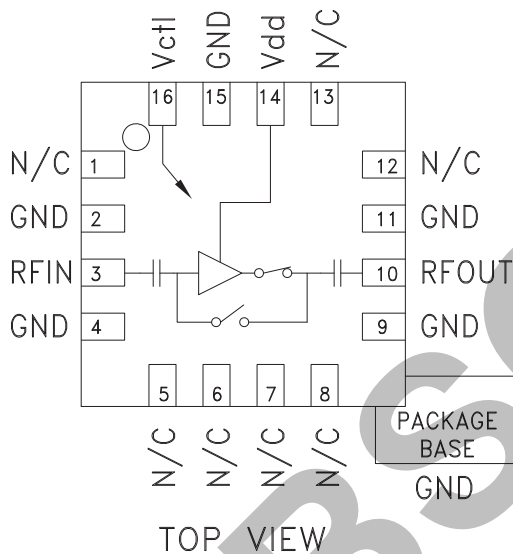 Vctl GND Vdd N/C
16 15 14 13
N/C 1 12 N/C
GND 2 11 GND
RFIN 3 10 RFOUT
GND 4 9 GND
5 6 7 8
N/C N/C N/C N/C
PACKAGE
BASE
GND
TOP VIEW